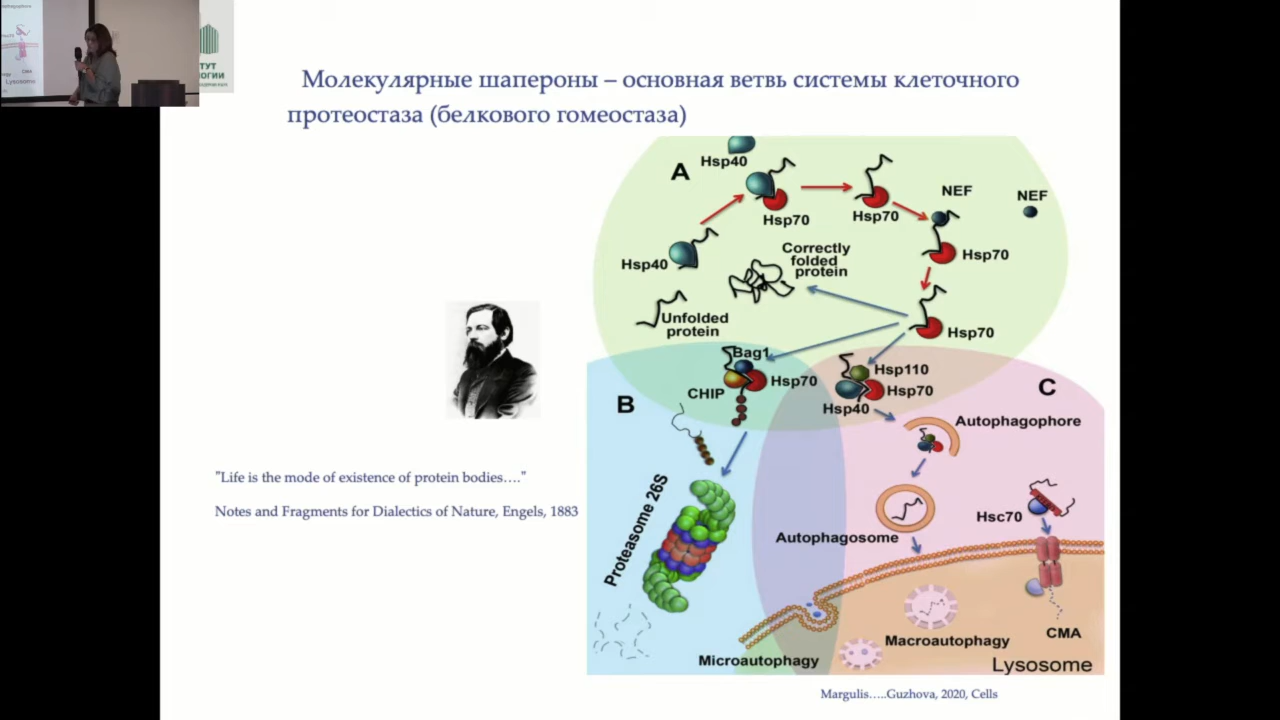 CMA
Lysosome
ТУТ
Молекулярные шапероны – основная ветвь системы клеточного
протеостаза (белкового гомеостаза)
A
Hsp40
Hsp70
Hsp70
NEF
NEF
Hsp40
Correctly
folded
protein
Hsp70
Unfolded
protein
Hsp70
Bag1
Hsp70
CHIP
B
Hsp110
Hsp70
Hsp40
C
Autophagophore
"Life is the mode of existence of protein bodies…."
Notes and Fragments for Dialectics of Nature, Engels, 1883
Proteasome 26S
Hsc70
Autophagosome
Macroautophagy
CMA
Microautophagy
Lysosome
Margulis…..Guzhova, 2020, Cells